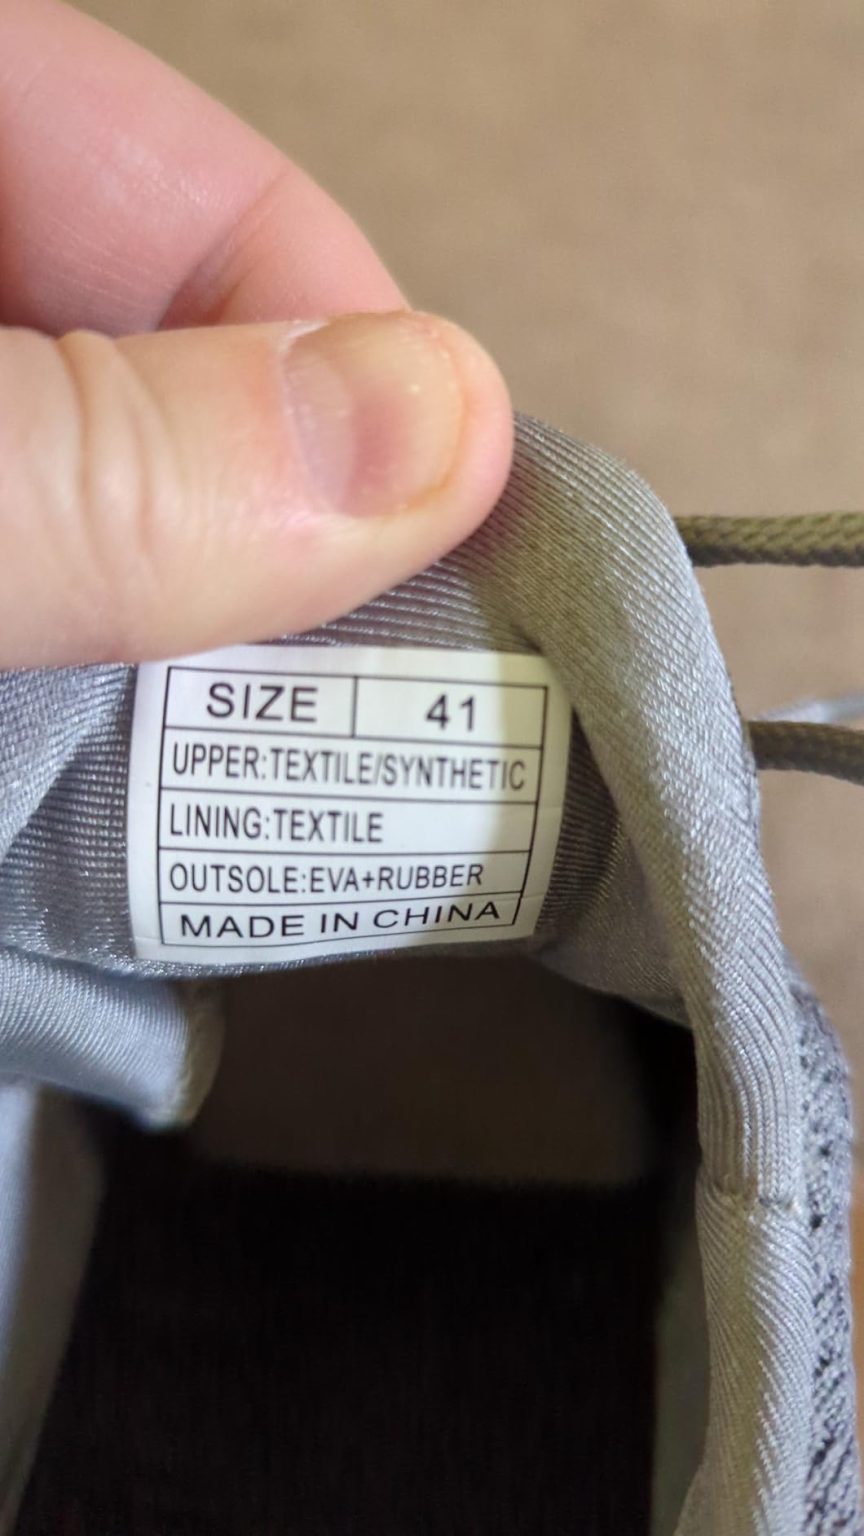 SIZE 41
UPPER:TEXTILE/SYNTHETIC
LINING:TEXTILE
OUTSOLE:EVA+RUBBER
MADE IN CHINA